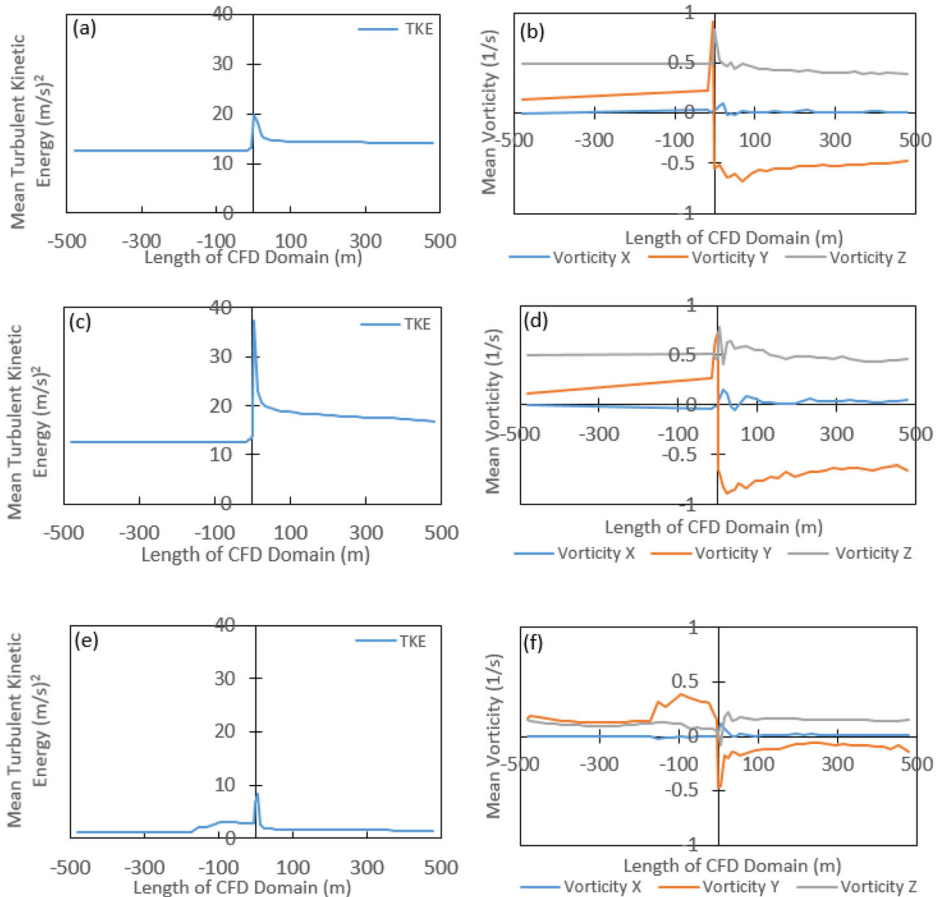 Mean Turbulent Kinetic
Energy (m/s)²
(a)
TKE
40
30
20
10
0
-500 -300 -100 100 300 500
Length of CFD Domain (m)
Mean Vorticity (1/s)
(b)
1
0.5
0
-0.5
-1
-500 -300 -100 100 300 500
Length of CFD Domain (m)
Vorticity X Vorticity Y Vorticity Z
Mean Turbulent Kinetic
Energy (m/s)²
(c)
TKE
40
30
20
10
0
-500 -300 -100 100 300 500
Length of CFD Domain (m)
Mean Vorticity (1/s)
(d)
1
0.5
0
-0.5
-1
-500 -300 -100 100 300 500
Length of CFD Domain (m)
Vorticity X Vorticity Y Vorticity Z
Mean Turbulent Kinetic
Energy (m/s)²
(e)
TKE
40
30
20
10
0
-500 -300 -100 100 300 500
Length of CFD Domain (m)
Mean Vorticity (1/s)
(f)
1
0.5
0
-0.5
-1
-500 -300 -100 100 300 500
Length of CFD Domain (m)
Vorticity X Vorticity Y Vorticity Z